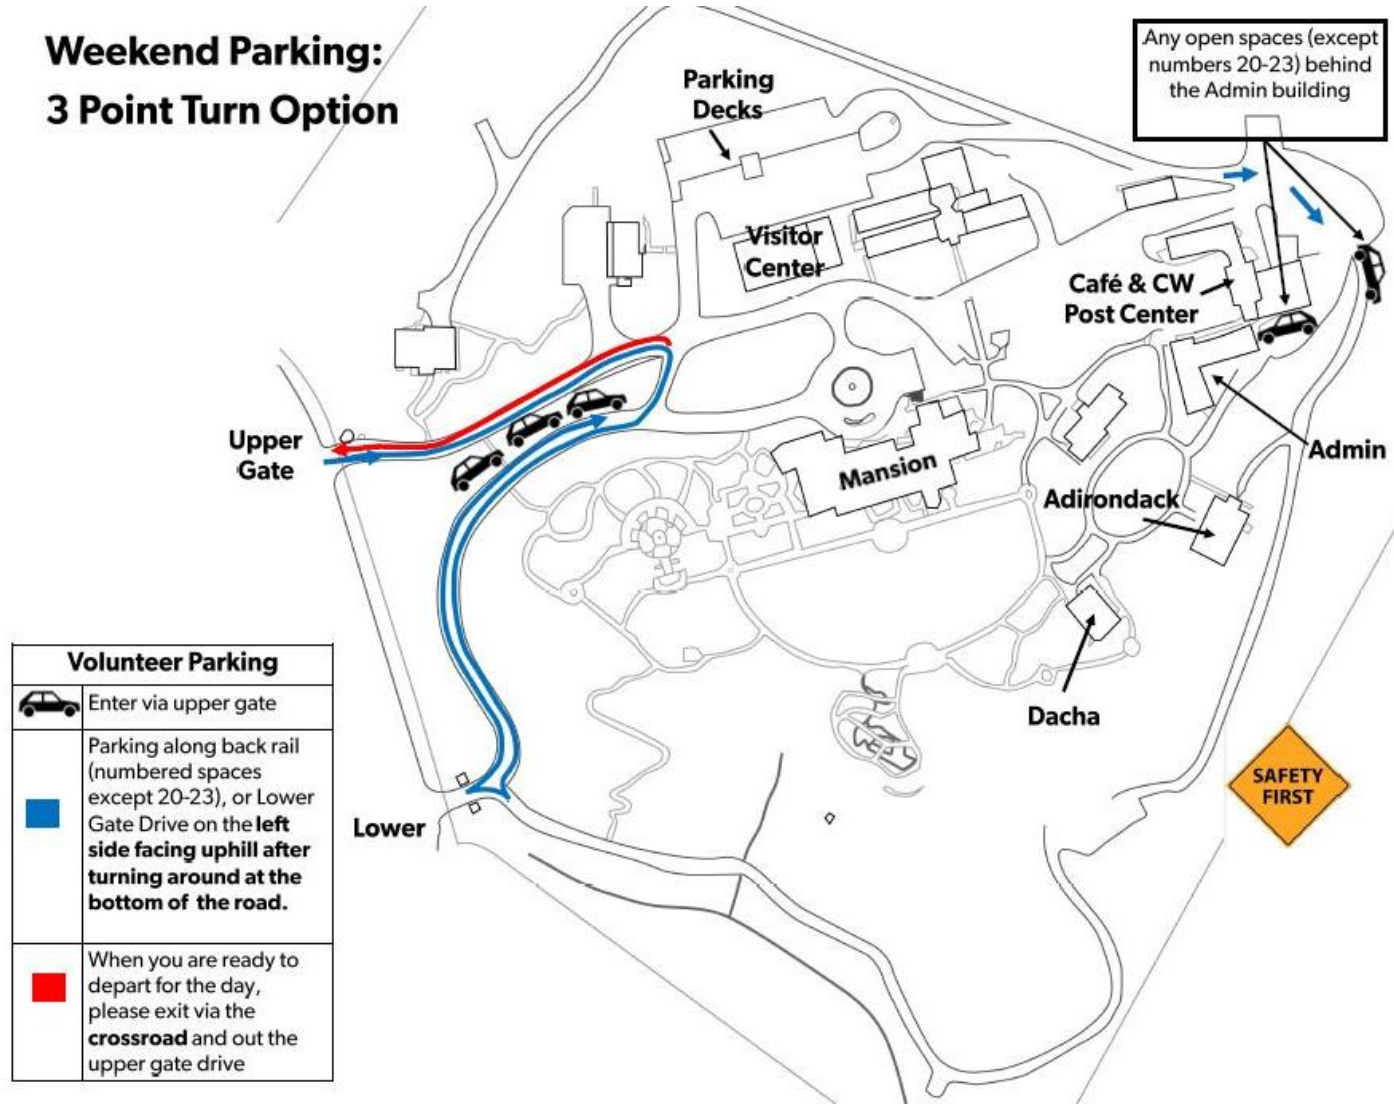 Weekend Parking:
3 Point Turn Option
Any open spaces (except
numbers 20-23) behind
the Admin building
Parking
Decks
Visitor
Center
Café & CW
Post Center
Upper
Gate
Mansion
Admin
Adirondack
Dacha
Lower
SAFETY
FIRST
Volunteer Parking
Enter via upper gate
Parking along back rail
(numbered spaces
except 20-23), or Lower
Gate Drive on the left
side facing uphill after
turning around at the
bottom of the road.
When you are ready to
depart for the day,
please exit via the
crossroad and out the
upper gate drive